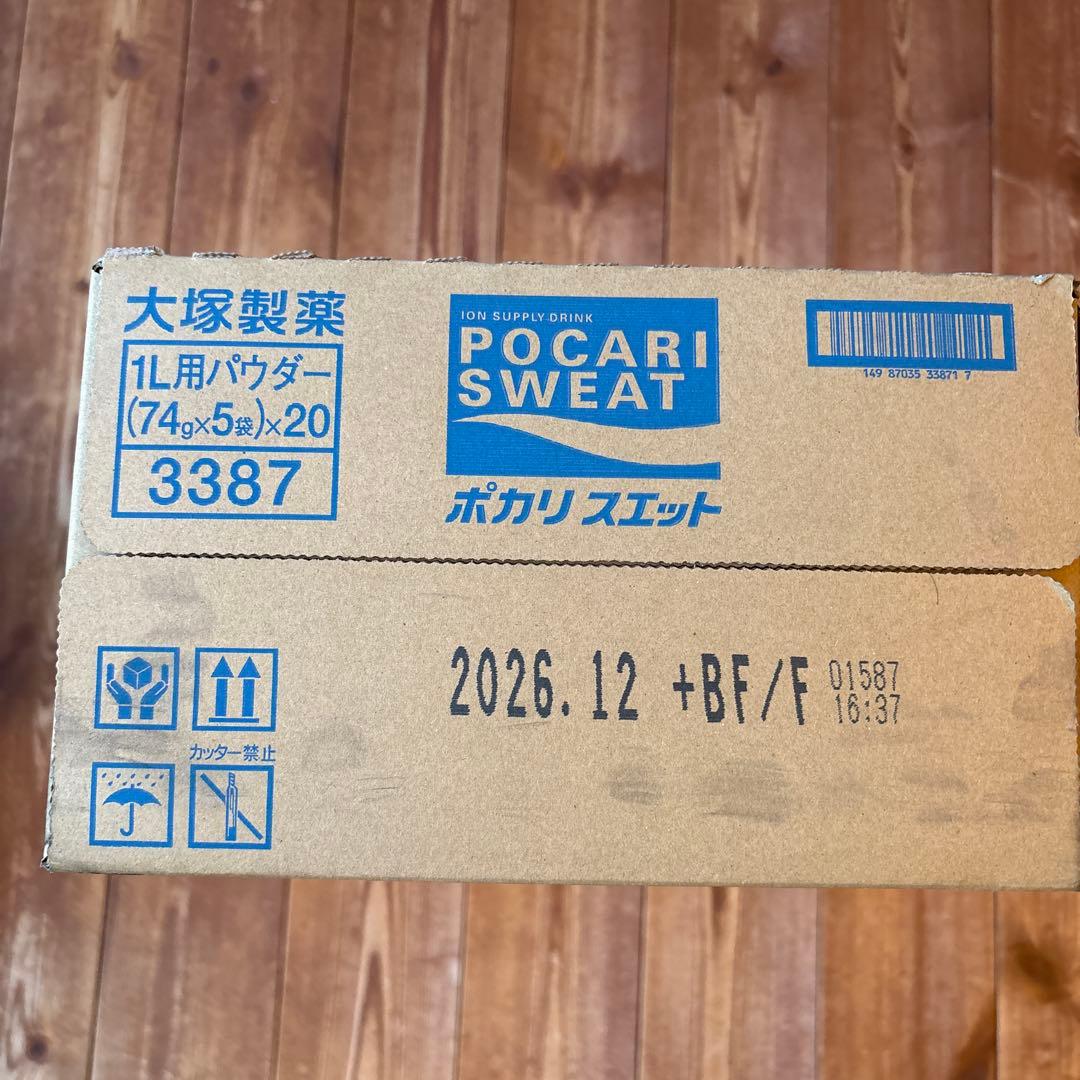 大塚製薬
1L用パウダー
(74g×5袋)×20
3387
ION SUPPLY DRINK
POCARI
SWEAT
ポカリスエット
149 87035 33871 7
カッター禁止
2026.12 +BF/F
01587
16:37